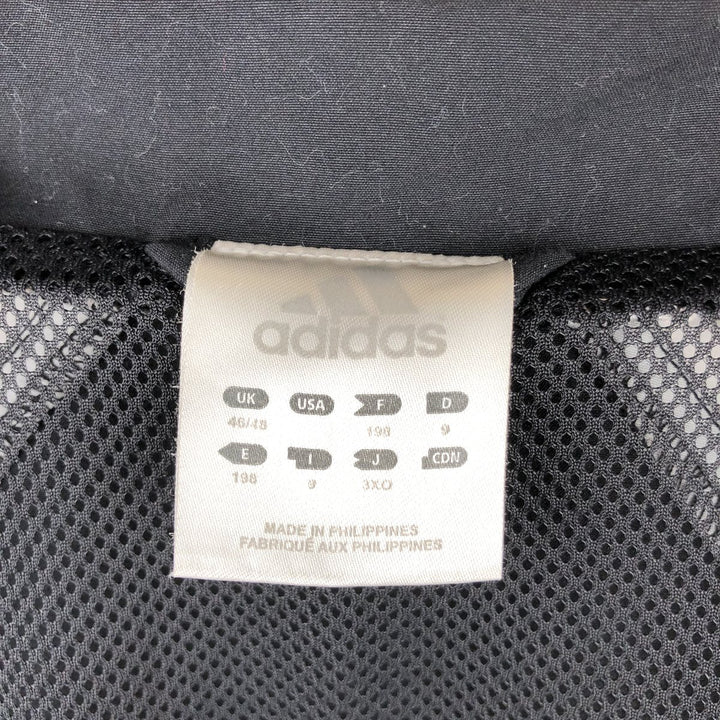 adidas
UK USA F D
46/48 198 9
E I J CDN
198 9 3XO
MADE IN PHILIPPINES
FABRIQUÉ AUX PHILIPPINES